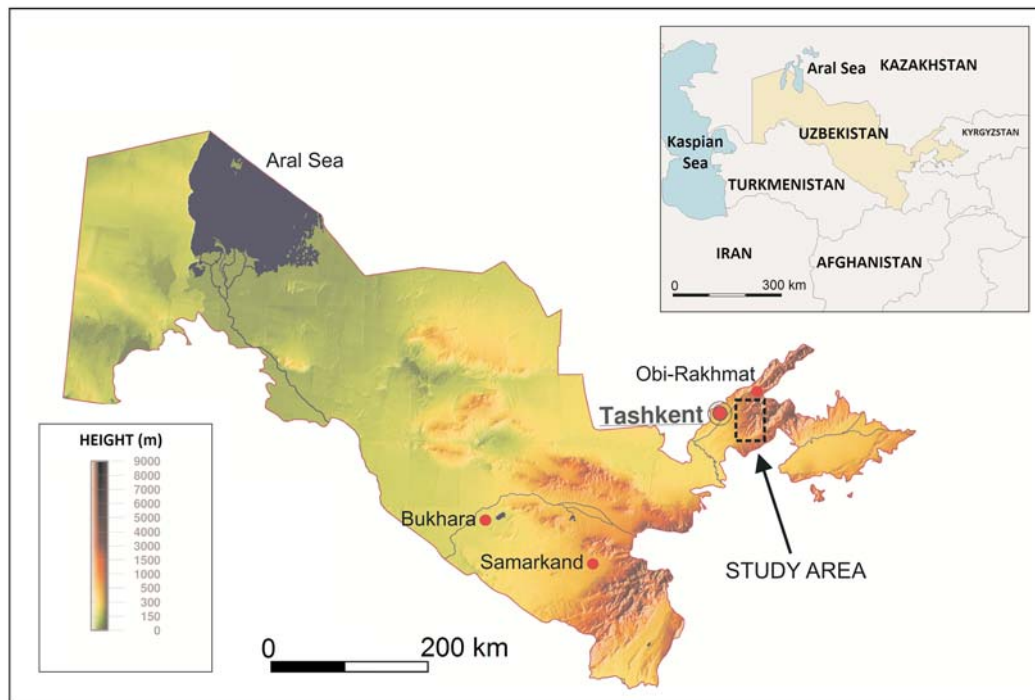 Aral Sea
Obi-Rakhmat
Tashkent
Bukhara
Samarkand
STUDY AREA
0 200 km
HEIGHT (m)
9000
8000
7000
6000
5000
4000
3000
1500
1000
500
300
150
0
Aral Sea
KAZAKHSTAN
UZBEKISTAN
KYRGYZSTAN
Kaspian
Sea
TURKMENISTAN
IRAN
AFGHANISTAN
0 300 km